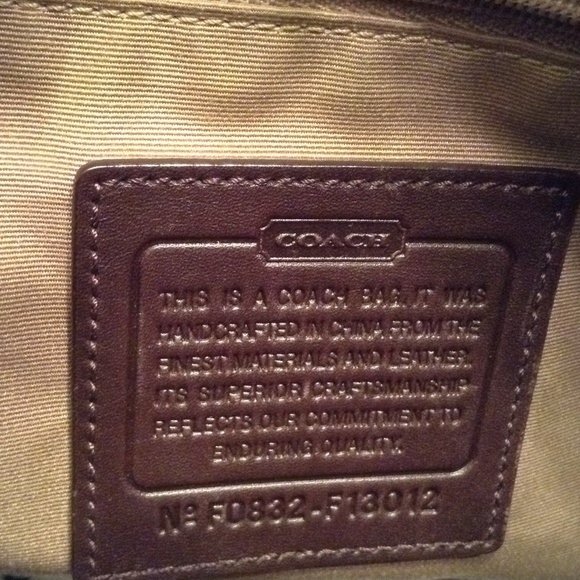 COACH
THIS IS A COACH BAG. IT WAS
HANDCRAFTED IN CHINA FROM THE
FINEST MATERIALS AND LEATHER.
ITS SUPERIOR CRAFTSMANSHIP
REFLECTS OUR COMMITMENT TO
ENDURING QUALITY.
Nº F0832-F13012